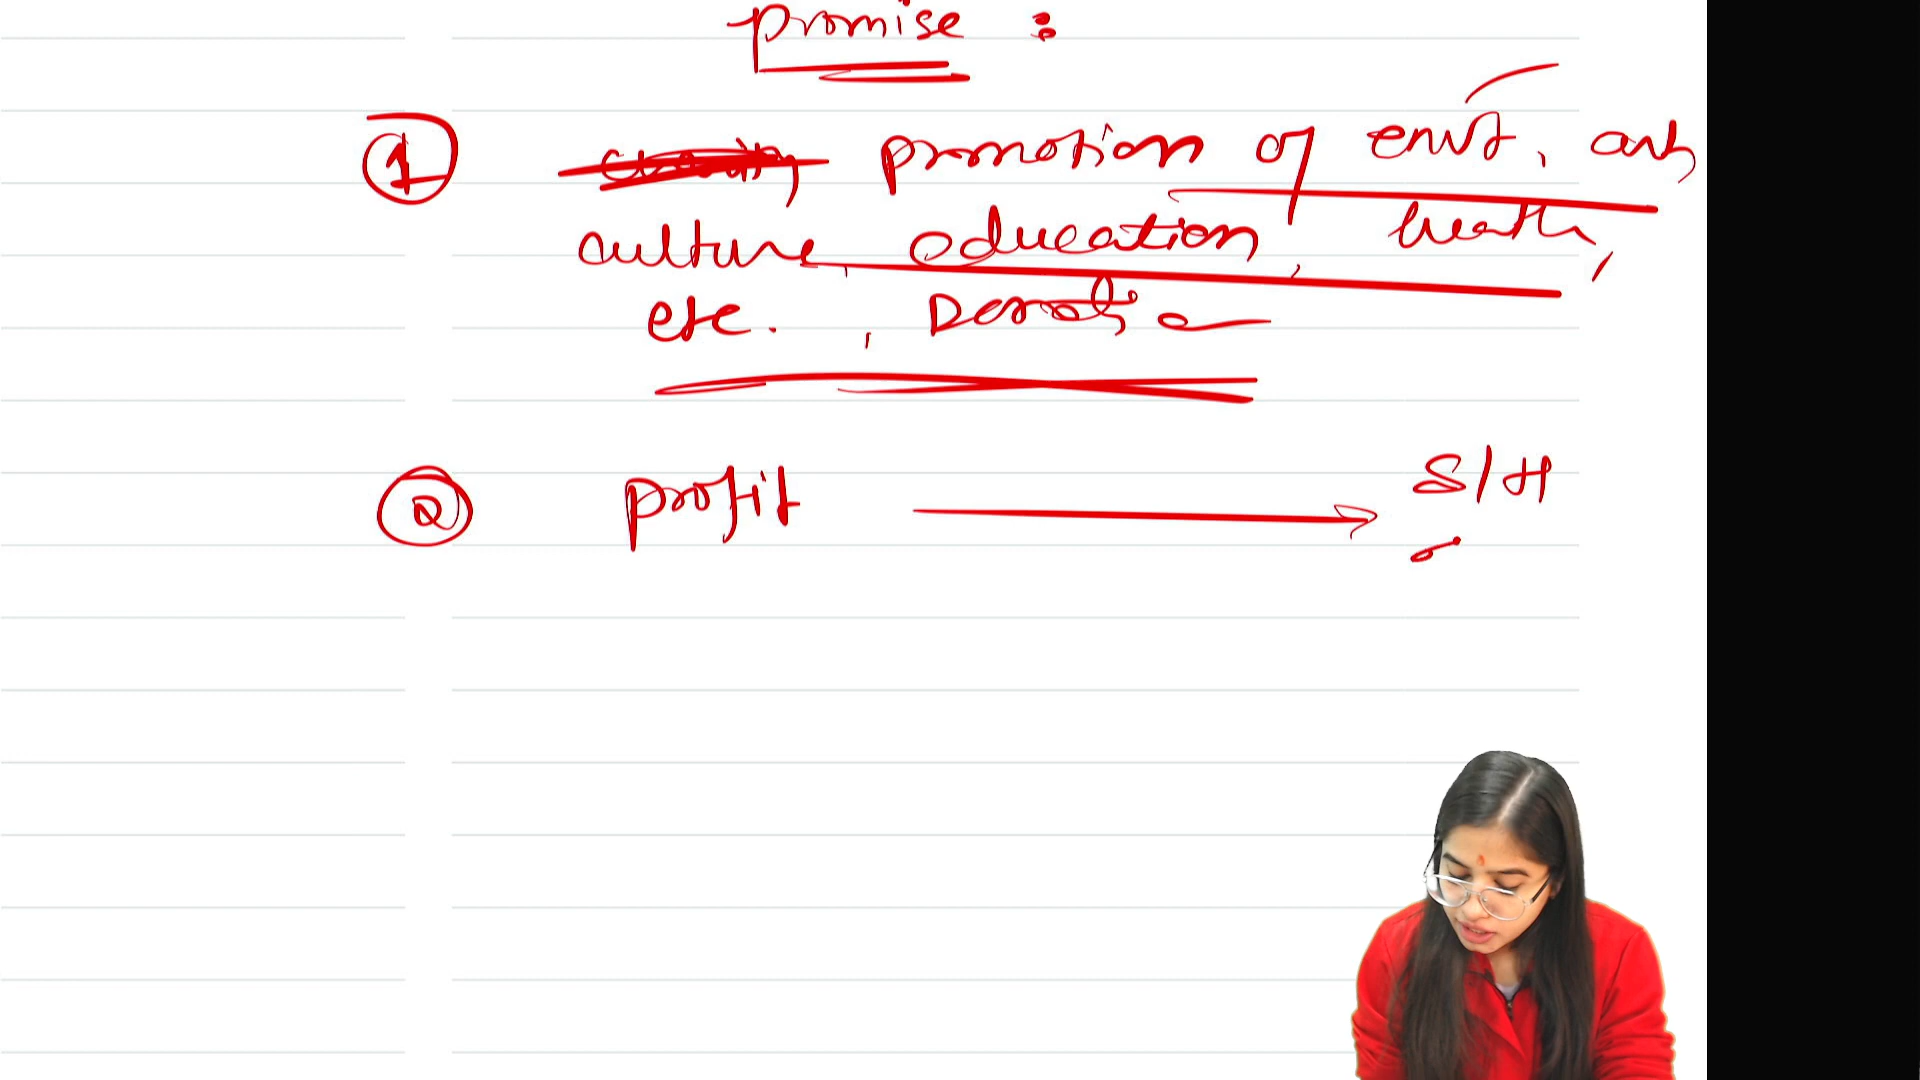 promise :
① promotion of envt, art,
culture, education, health,
etc. , Donation
② profit → S/H